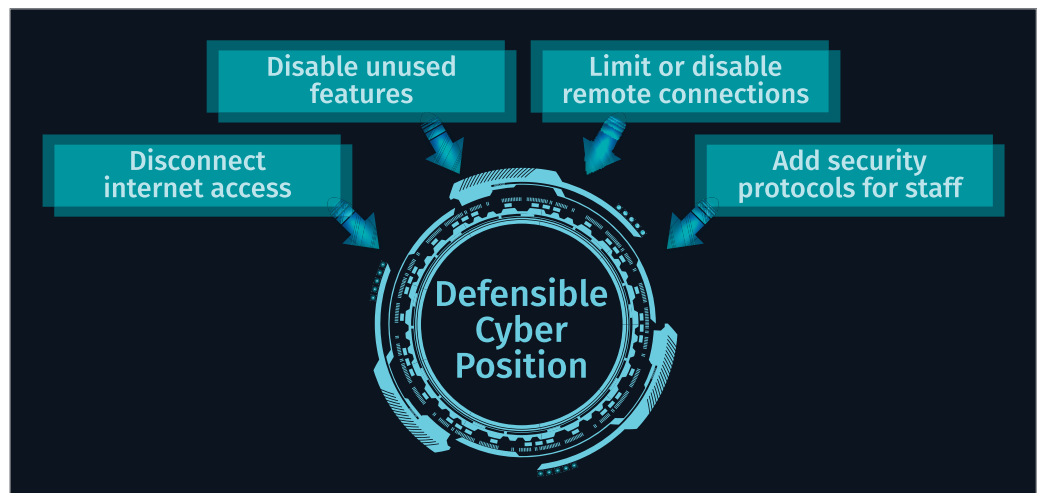 Disable unused
features
Limit or disable
remote connections
Disconnect
internet access
Add security
protocols for staff
Defensible
Cyber
Position